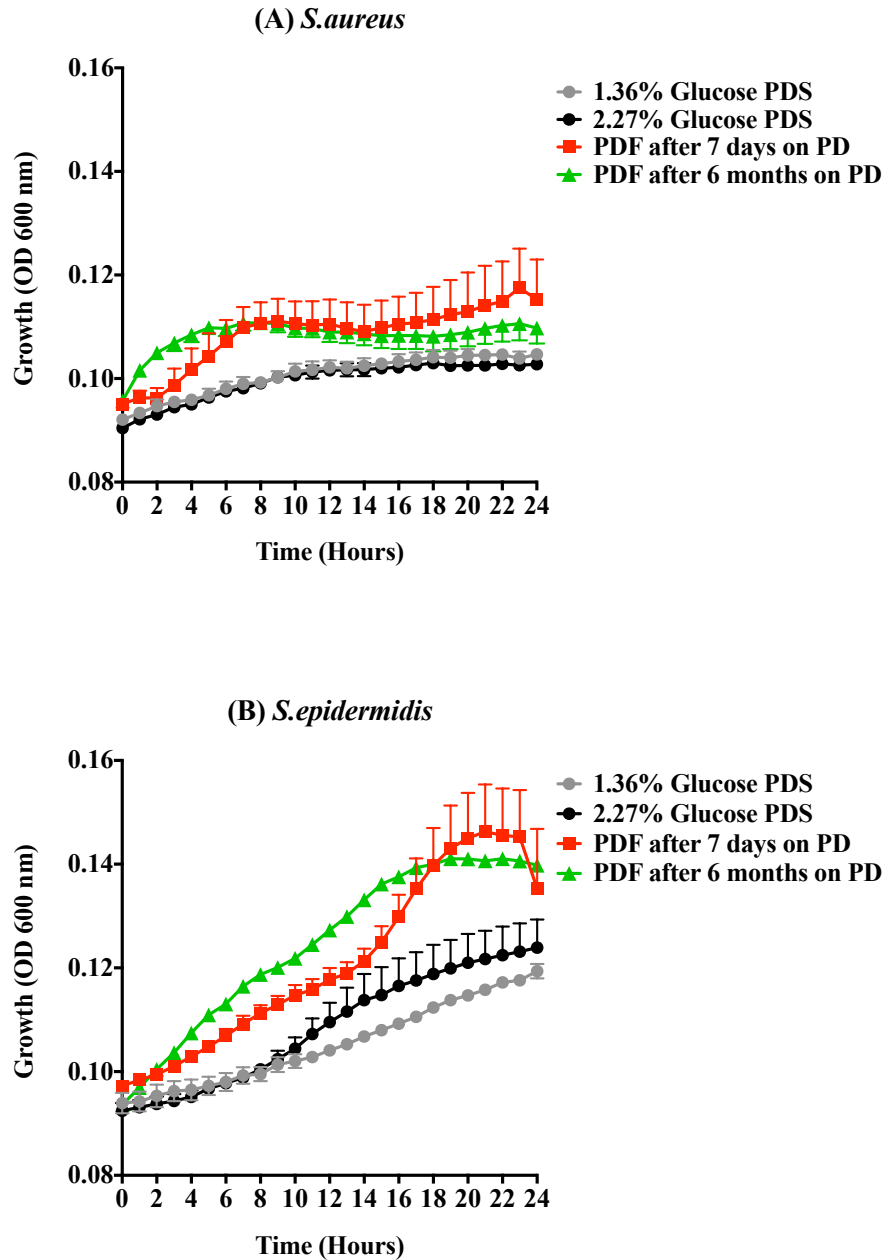 (A) S.aureus
0.16
0.14
0.12
0.10
0.08
Growth (OD 600 nm)
0 2 4 6 8 10 12 14 16 18 20 22 24
Time (Hours)
1.36% Glucose PDS
2.27% Glucose PDS
PDF after 7 days on PD
PDF after 6 months on PD
(B) S.epidermidis
0.16
0.14
0.12
0.10
0.08
Growth (OD 600 nm)
0 2 4 6 8 10 12 14 16 18 20 22 24
Time (Hours)
1.36% Glucose PDS
2.27% Glucose PDS
PDF after 7 days on PD
PDF after 6 months on PD